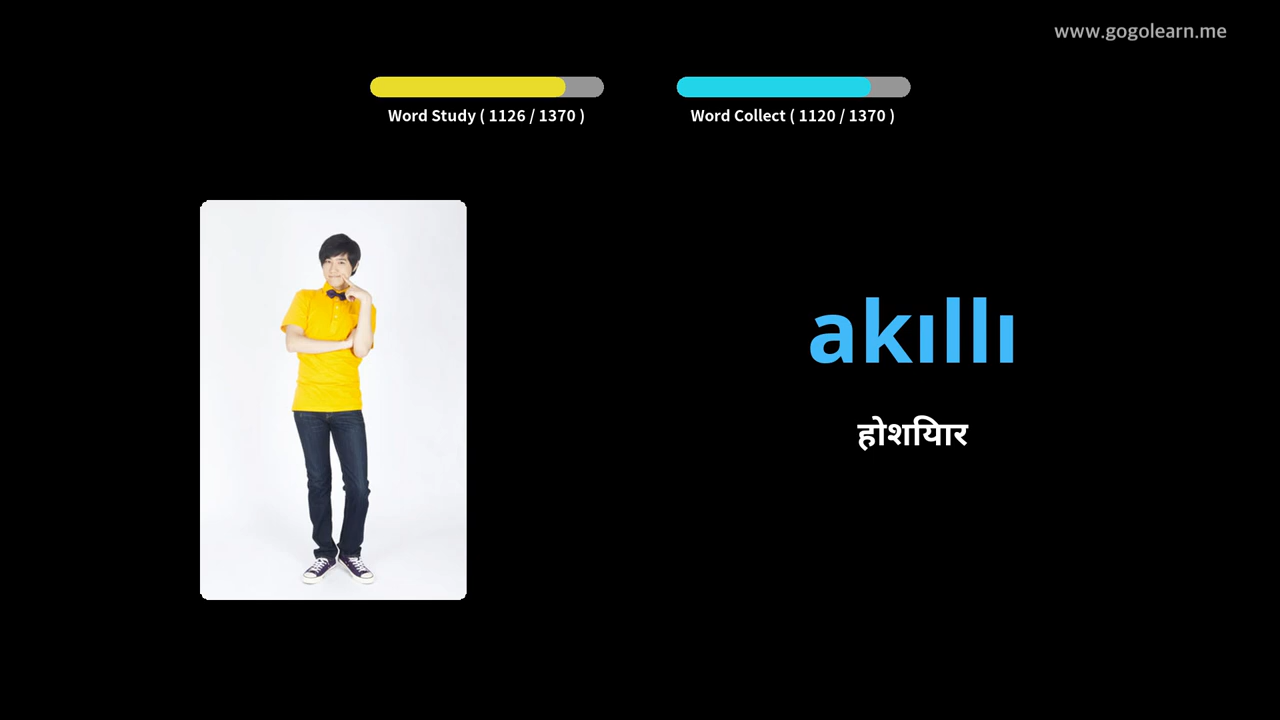 www.gogolearn.me
Word Study ( 1126 / 1370 )
Word Collect ( 1120 / 1370 )
akıllı
होशियार